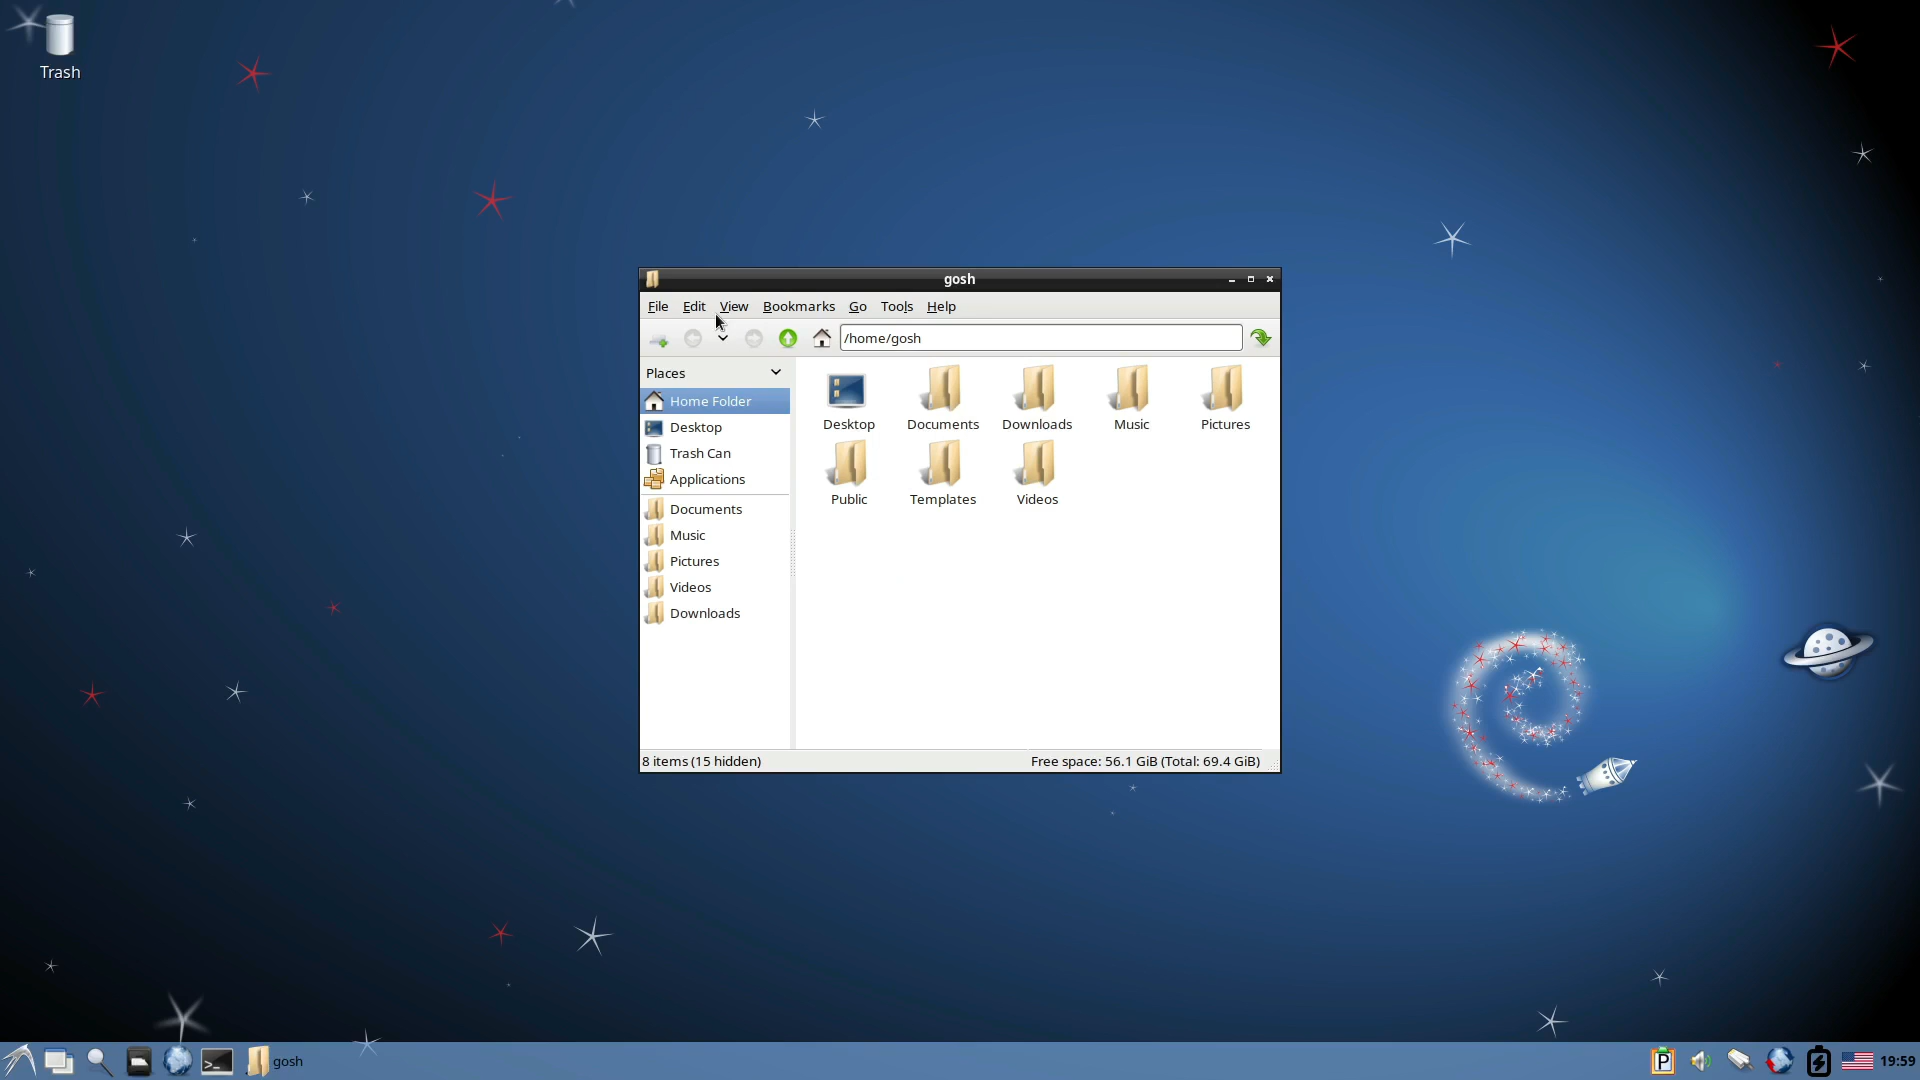 Trash
gosh
File Edit View Bookmarks Go Tools Help
/home/gosh
Places
Home Folder
Desktop
Trash Can
Applications
Documents
Music
Pictures
Videos
Downloads
Desktop Documents Downloads Music Pictures
Public Templates Videos
8 items (15 hidden) Free space: 56.1 GiB (Total: 69.4 GiB)
>_ gosh P 19:59